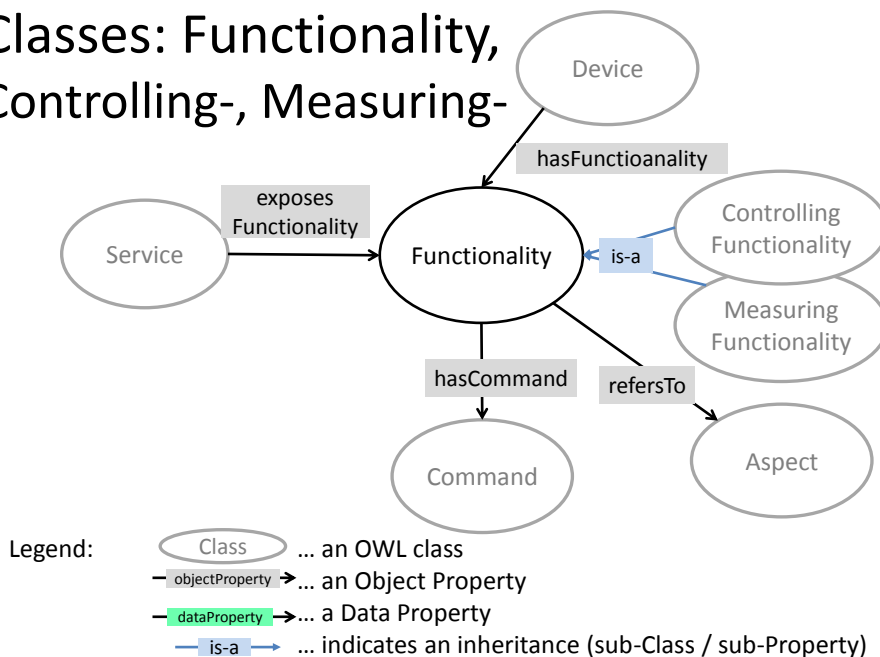 Classes: Functionality,
Controlling-, Measuring-
Device
hasFunctioanality
exposes
Functionality
Controlling
Functionality
Service
Functionality
is-a
Measuring
Functionality
hasCommand
refersTo
Command
Aspect
Legend:
Class
... an OWL class
objectProperty
... an Object Property
dataProperty
... a Data Property
is-a
... indicates an inheritance (sub-Class / sub-Property)